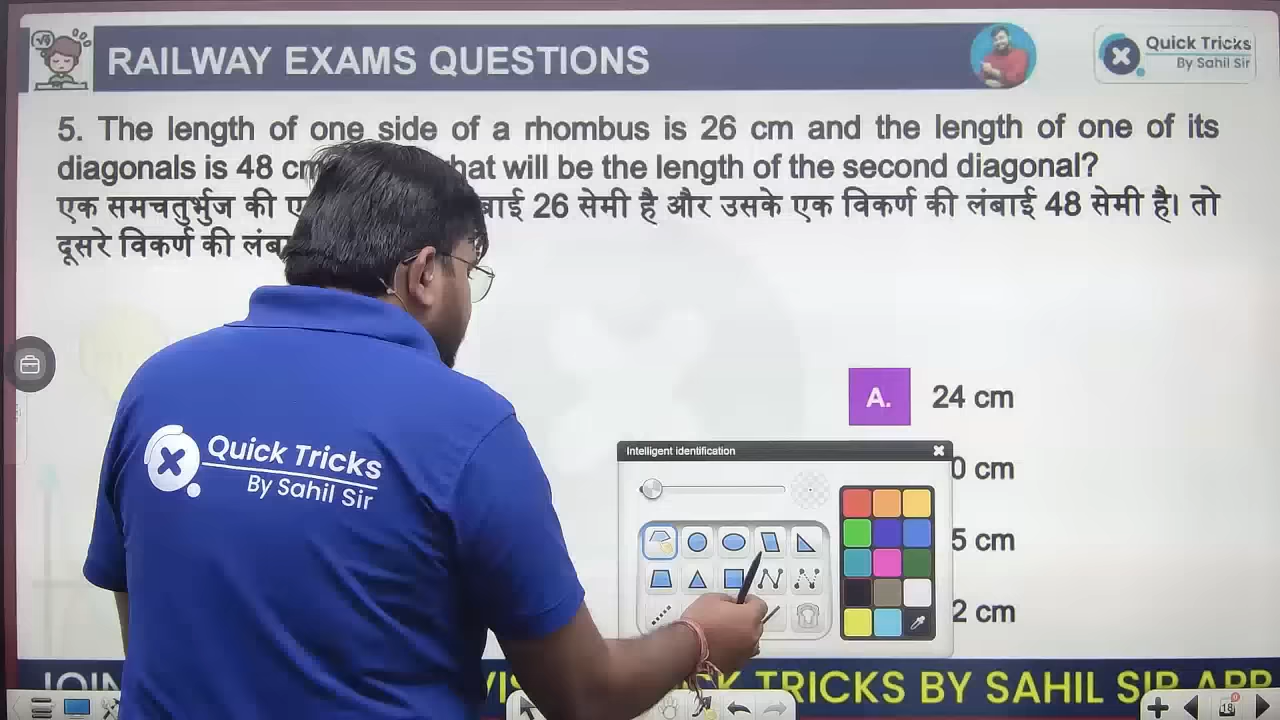 RAILWAY EXAMS QUESTIONS
Quick Tricks
By Sahil Sir
5. The length of one side of a rhombus is 26 cm and the length of one of its
diagonals is 48 cm hat will be the length of the second diagonal?
एक समचतुर्भुज की ए बाई 26 सेमी है और उसके एक विकर्ण की लंबाई 48 सेमी है। तो
दूसरे विकर्ण की लंबा
A. 24 cm
Intelligent identification
0 cm
5 cm
2 cm
Quick Tricks
By Sahil Sir
JOIN K TRICKS BY SAHIL SIR APP
18